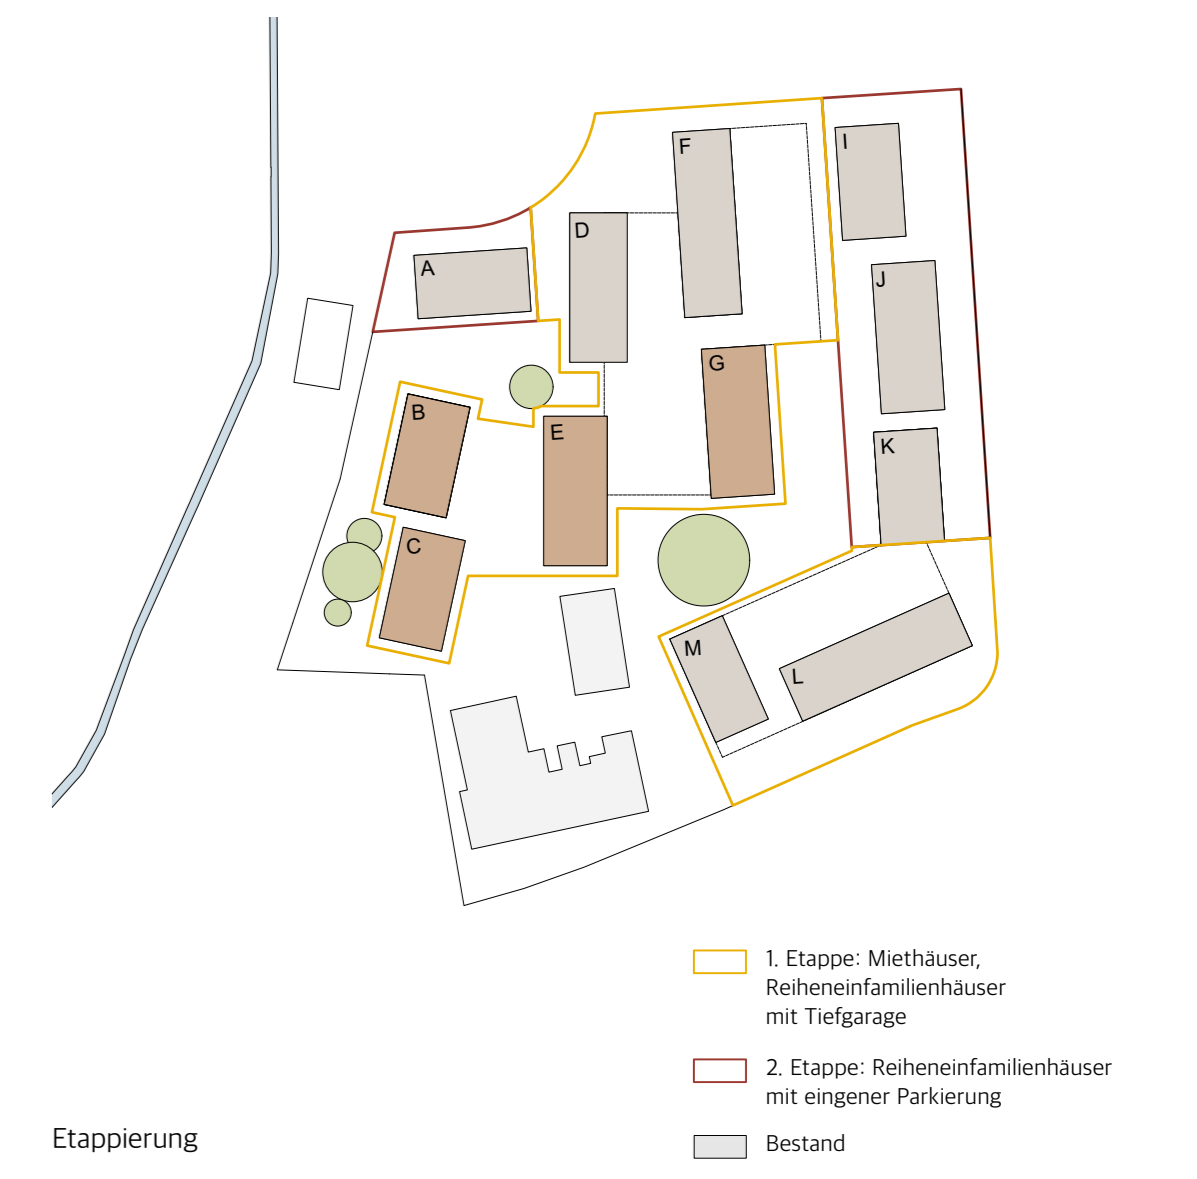 F
I
D
A
J
G
B
E
K
C
M
L
1. Etappe: Miethäuser,
Reiheneinfamilienhäuser
mit Tiefgarage
2. Etappe: Reiheneinfamilienhäuser
mit eingener Parkierung
Bestand
Etappierung